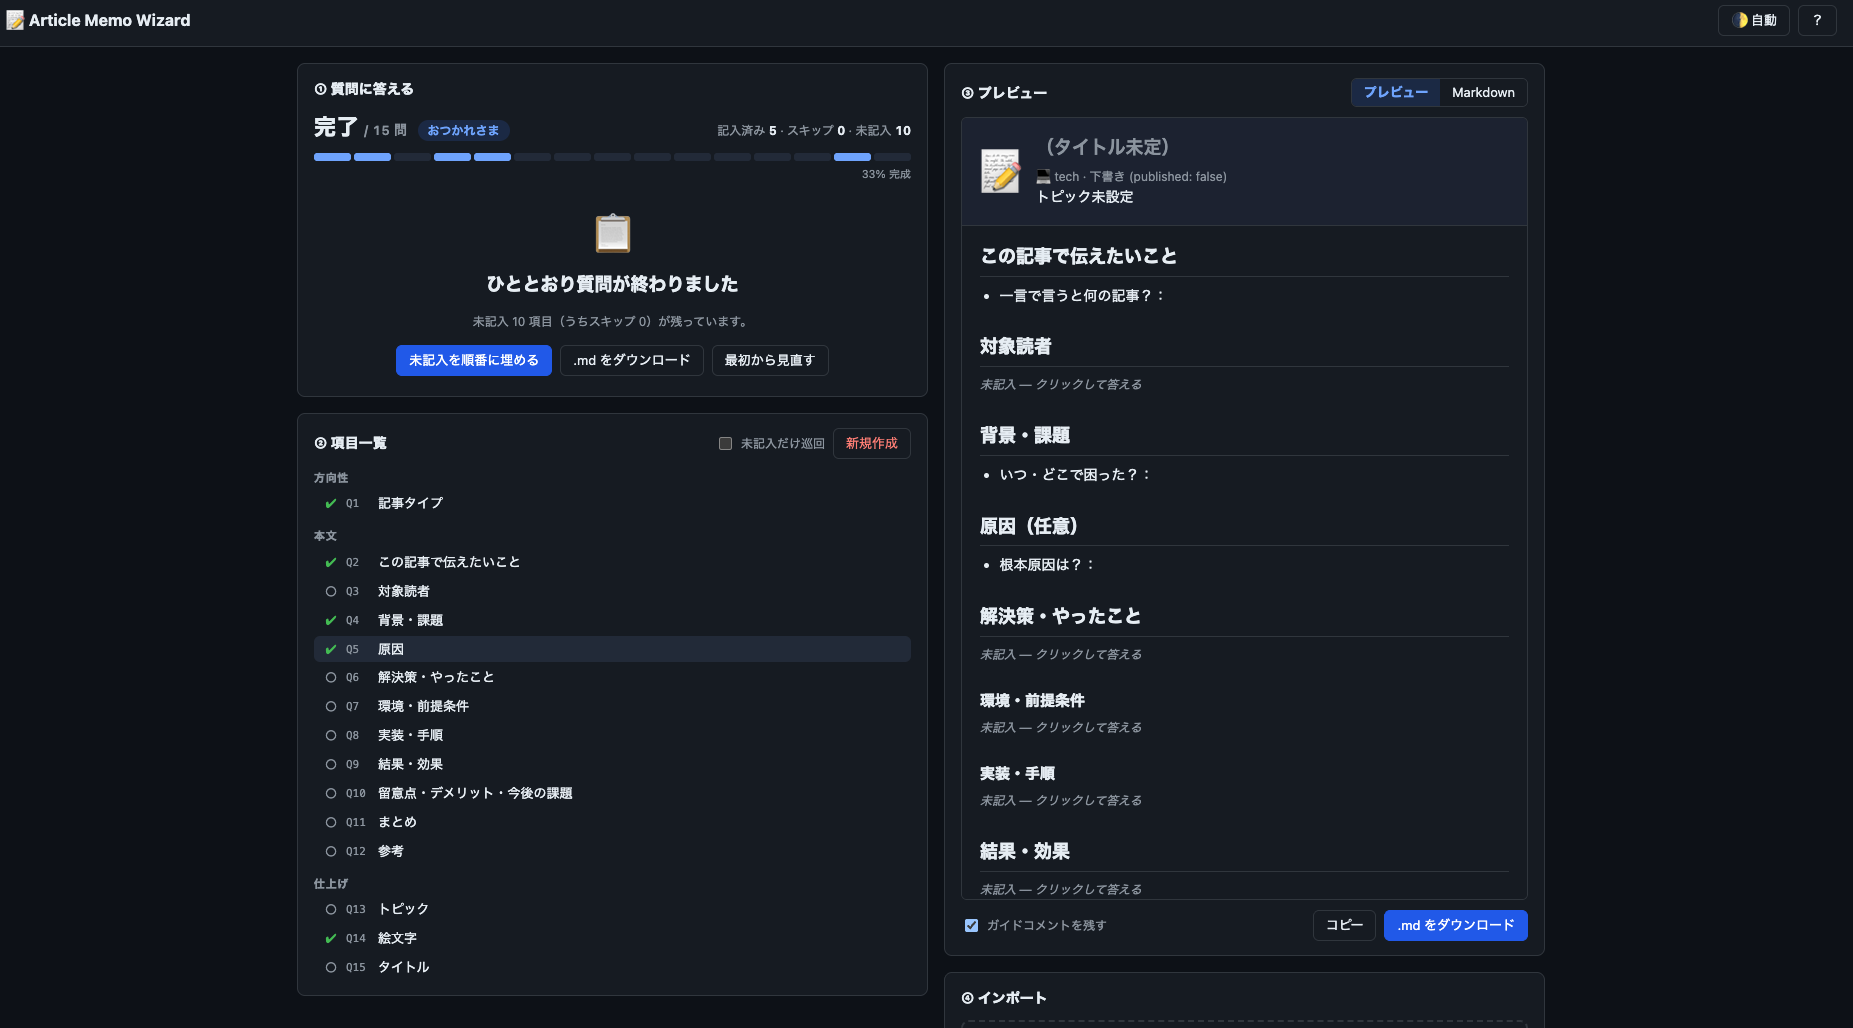 Article Memo Wizard
自動
?
① 質問に答える
完了 / 15 問 おつかれさま
記入済み 5 · スキップ 0 · 未記入 10
33% 完成
ひととおり質問が終わりました
未記入 10 項目（うちスキップ 0）が残っています。
未記入を順番に埋める
.md をダウンロード
最初から見直す
② 項目一覧
未記入だけ巡回
新規作成
方向性
Q1 記事タイプ
本文
Q2 この記事で伝えたいこと
Q3 対象読者
Q4 背景・課題
Q5 原因
Q6 解決策・やったこと
Q7 環境・前提条件
Q8 実装・手順
Q9 結果・効果
Q10 留意点・デメリット・今後の課題
Q11 まとめ
Q12 参考
仕上げ
Q13 トピック
Q14 絵文字
Q15 タイトル
③ プレビュー
プレビュー
Markdown
（タイトル未定）
tech · 下書き (published: false)
トピック未設定
この記事で伝えたいこと
• 一言で言うと何の記事？：
対象読者
未記入 — クリックして答える
背景・課題
• いつ・どこで困った？：
原因（任意）
• 根本原因は？：
解決策・やったこと
未記入 — クリックして答える
環境・前提条件
未記入 — クリックして答える
実装・手順
未記入 — クリックして答える
結果・効果
未記入 — クリックして答える
ガイドコメントを残す
コピー
.md をダウンロード
④ インポート